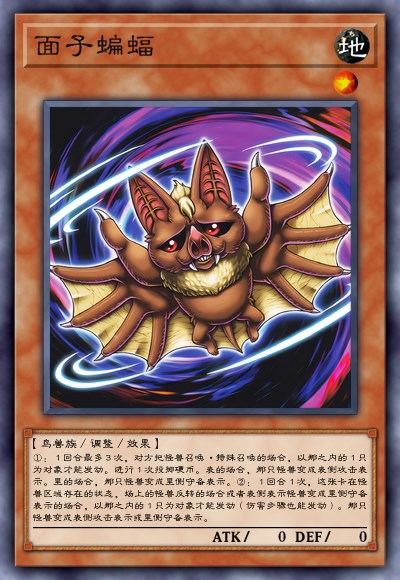 面子蝙蝠
地
【鸟兽族／调整／效果】
①：1回合最多3次，对方把怪兽召唤·特殊召唤的场合，以那之内的1只
为对象才能发动。进行1次投掷硬币。表的场合，那只怪兽变成表侧攻击表
示。里的场合，那只怪兽变成里侧守备表示。②：1回合1次，这张卡在怪
兽区域存在的状态，场上的怪兽反转的场合或者表侧表示怪兽变成里侧守备
表示的场合，以那之内的1只为对象才能发动（伤害步骤也能发动）。那只
怪兽变成表侧攻击表示或里侧守备表示。
ATK/ 0 DEF/ 0